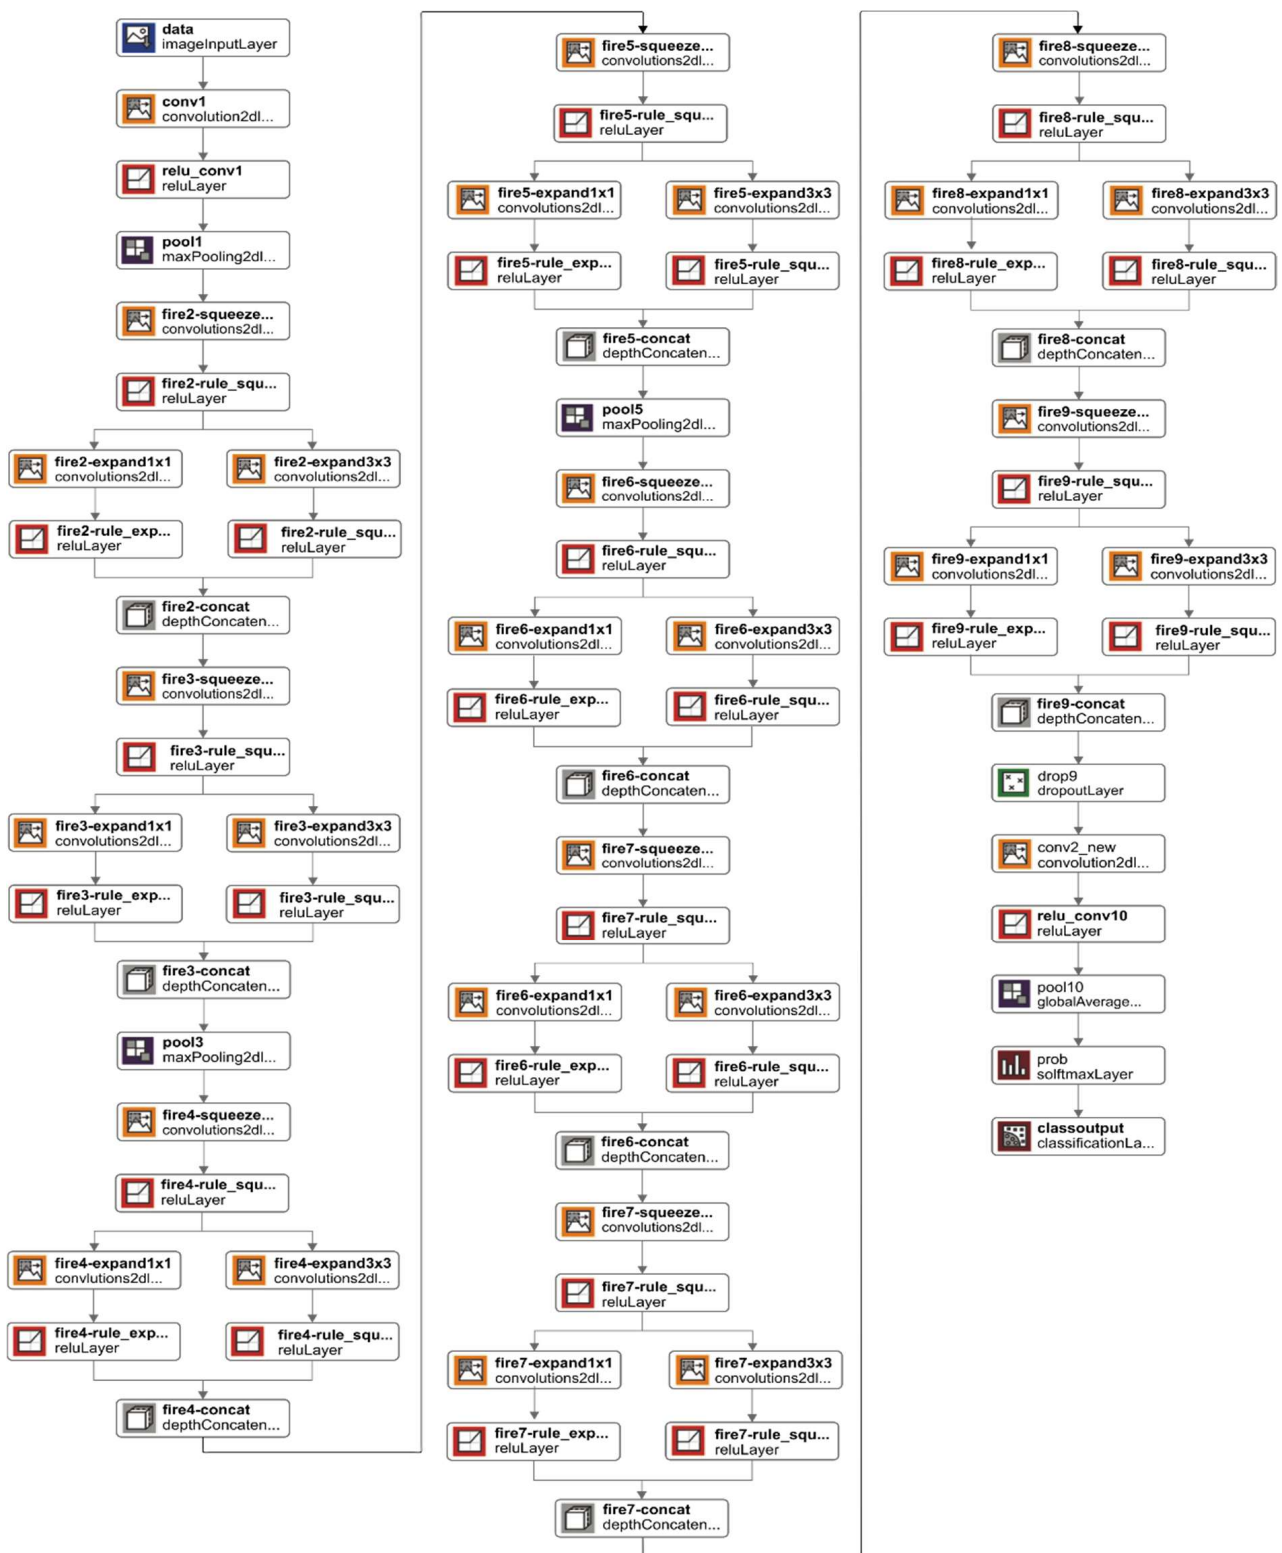 data
imageInputLayer
conv1
convolution2dl...
relu_conv1
reluLayer
pool1
maxPooling2dl...
fire2-squeeze...
convolutions2dl...
fire2-rule_squ...
reluLayer
fire2-expand1x1
convolutions2dl...
fire2-expand3x3
convolutions2dl...
fire2-rule_exp...
reluLayer
fire2-rule_squ...
reluLayer
fire2-concat
depthConcaten...
fire3-squeeze...
convolutions2dl...
fire3-rule_squ...
reluLayer
fire3-expand1x1
convolutions2dl...
fire3-expand3x3
convolutions2dl...
fire3-rule_exp...
reluLayer
fire3-rule_squ...
reluLayer
fire3-concat
depthConcaten...
pool3
maxPooling2dl...
fire4-squeeze...
convolutions2dl...
fire4-rule_squ...
reluLayer
fire4-expand1x1
convlutions2dl...
fire4-expand3x3
convolutions2dl...
fire4-rule_exp...
reluLayer
fire4-rule_squ...
reluLayer
fire4-concat
depthConcaten...
fire5-squeeze...
convolutions2dl...
fire5-rule_squ...
reluLayer
fire5-expand1x1
convolutions2dl...
fire5-expand3x3
convolutions2dl...
fire5-rule_exp...
reluLayer
fire5-rule_squ...
reluLayer
fire5-concat
depthConcaten...
pool5
maxPooling2dl...
fire6-squeeze...
convolutions2dl...
fire6-rule_squ...
reluLayer
fire6-expand1x1
convolutions2dl...
fire6-expand3x3
convolutions2dl...
fire6-rule_exp...
reluLayer
fire6-rule_squ...
reluLayer
fire6-concat
depthConcaten...
fire7-squeeze...
convolutions2dl...
fire7-rule_squ...
reluLayer
fire6-expand1x1
convolutions2dl...
fire6-expand3x3
convolutions2dl...
fire6-rule_exp...
reluLayer
fire6-rule_squ...
reluLayer
fire6-concat
depthConcaten...
fire7-squeeze...
convolutions2dl...
fire7-rule_squ...
reluLayer
fire7-expand1x1
convolutions2dl...
fire7-expand3x3
convolutions2dl...
fire7-rule_exp...
reluLayer
fire7-rule_squ...
reluLayer
fire7-concat
depthConcaten...
fire8-squeeze...
convolutions2dl...
fire8-rule_squ...
reluLayer
fire8-expand1x1
convolutions2dl...
fire8-expand3x3
convolutions2dl...
fire8-rule_exp...
reluLayer
fire8-rule_squ...
reluLayer
fire8-concat
depthConcaten...
fire9-squeeze...
convolutions2dl...
fire9-rule_squ...
reluLayer
fire9-expand1x1
convolutions2dl...
fire9-expand3x3
convolutions2dl...
fire9-rule_exp...
reluLayer
fire9-rule_squ...
reluLayer
fire9-concat
depthConcaten...
drop9
dropoutLayer
conv2_new
convolution2dl...
relu_conv10
reluLayer
pool10
globalAverage...
prob
solftmaxLayer
classoutput
classificationLa...